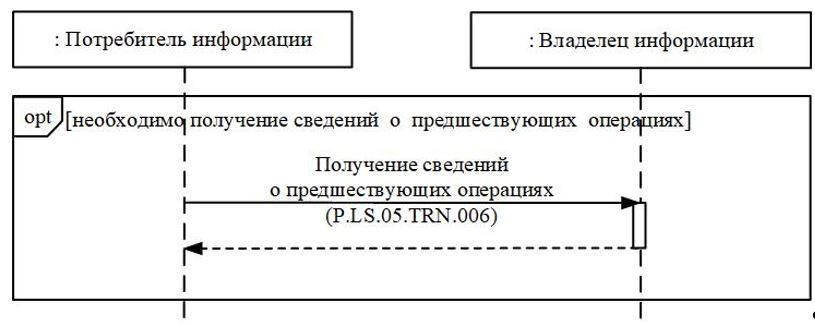 : Потребитель информации
: Владелец информации
opt
[необходимо получение сведений о предшествующих операциях]
Получение сведений
о предшествующих операциях
(P.LS.05.TRN.006)